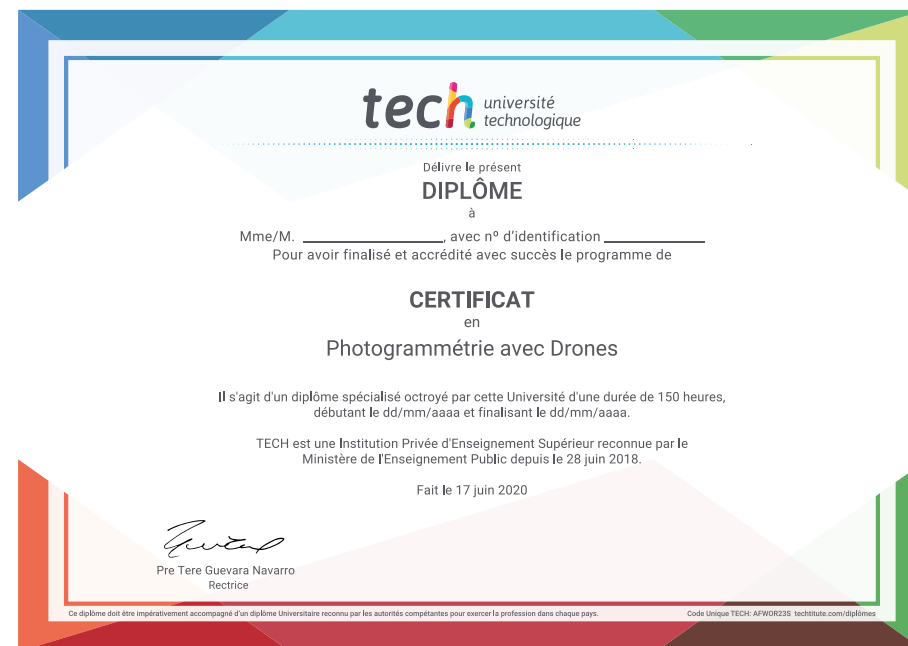 tech université
technologique
Délivre le présent
DIPLÔME
à
Mme/M. ____________________, avec nº d'identification ______________
Pour avoir finalisé et accrédité avec succès le programme de
CERTIFICAT
en
Photogrammétrie avec Drones
Il s'agit d'un diplôme spécialisé octroyé par cette Université d'une durée de 150 heures,
débutant le dd/mm/aaaa et finalisant le dd/mm/aaaa.
TECH est une Institution Privée d'Enseignement Supérieur reconnue par le
Ministère de l'Enseignement Public depuis le 28 juin 2018.
Fait le 17 juin 2020
Pre Tere Guevara Navarro
Rectrice
Ce diplôme doit être impérativement accompagné d'un diplôme Universitaire reconnu par les autorités compétantes pour exercer la profession dans chaque pays. Code Unique TECH: AFWOR23S techtitute.com/diplômes